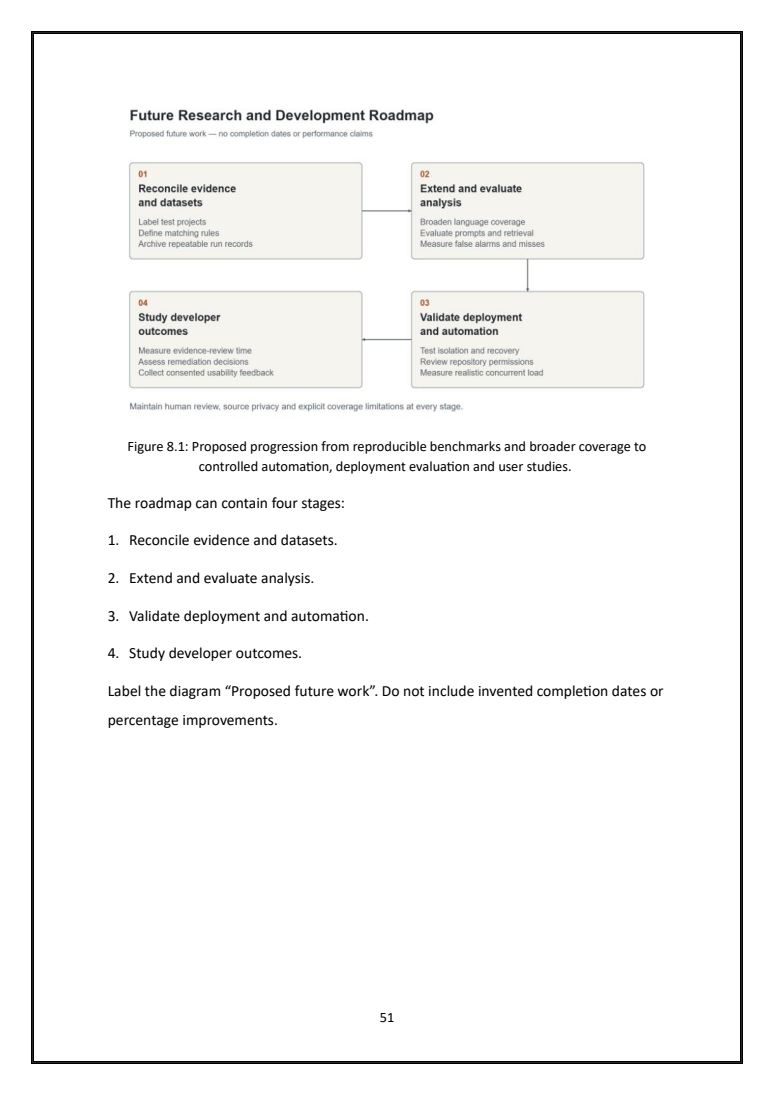 Future Research and Development Roadmap
Proposed future work — no completion dates or performance claims
01
Reconcile evidence
and datasets
Label test projects
Define matching rules
Archive repeatable run records
02
Extend and evaluate
analysis
Broaden language coverage
Evaluate prompts and retrieval
Measure false alarms and misses
04
Study developer
outcomes
Measure evidence-review time
Assess remediation decisions
Collect consented usability feedback
03
Validate deployment
and automation
Test isolation and recovery
Review repository permissions
Measure realistic concurrent load
Maintain human review, source privacy and explicit coverage limitations at every stage.
Figure 8.1: Proposed progression from reproducible benchmarks and broader coverage to
controlled automation, deployment evaluation and user studies.
The roadmap can contain four stages:
1. Reconcile evidence and datasets.
2. Extend and evaluate analysis.
3. Validate deployment and automation.
4. Study developer outcomes.
Label the diagram “Proposed future work”. Do not include invented completion dates or
percentage improvements.
51